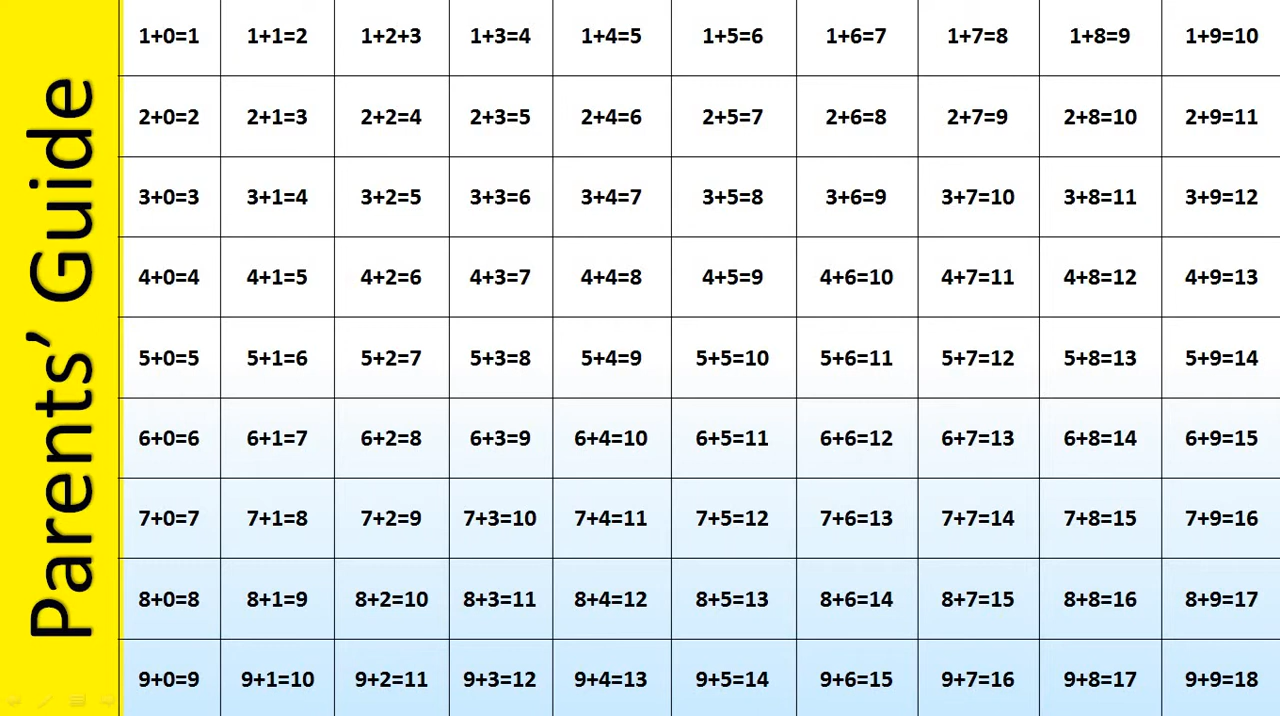 Parents’ Guide
1+0=1 1+1=2 1+2+3 1+3=4 1+4=5 1+5=6 1+6=7 1+7=8 1+8=9 1+9=10
2+0=2 2+1=3 2+2=4 2+3=5 2+4=6 2+5=7 2+6=8 2+7=9 2+8=10 2+9=11
3+0=3 3+1=4 3+2=5 3+3=6 3+4=7 3+5=8 3+6=9 3+7=10 3+8=11 3+9=12
4+0=4 4+1=5 4+2=6 4+3=7 4+4=8 4+5=9 4+6=10 4+7=11 4+8=12 4+9=13
5+0=5 5+1=6 5+2=7 5+3=8 5+4=9 5+5=10 5+6=11 5+7=12 5+8=13 5+9=14
6+0=6 6+1=7 6+2=8 6+3=9 6+4=10 6+5=11 6+6=12 6+7=13 6+8=14 6+9=15
7+0=7 7+1=8 7+2=9 7+3=10 7+4=11 7+5=12 7+6=13 7+7=14 7+8=15 7+9=16
8+0=8 8+1=9 8+2=10 8+3=11 8+4=12 8+5=13 8+6=14 8+7=15 8+8=16 8+9=17
9+0=9 9+1=10 9+2=11 9+3=12 9+4=13 9+5=14 9+6=15 9+7=16 9+8=17 9+9=18